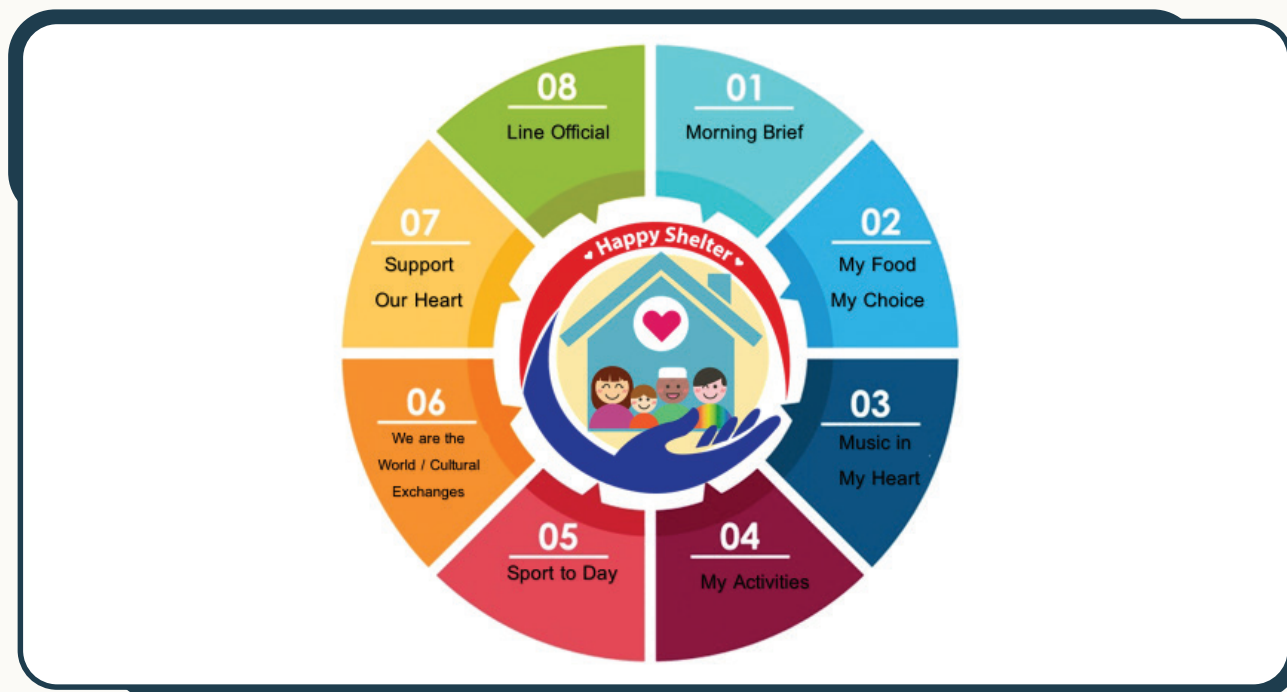 Happy Shelter
01
Morning Brief
02
My Food
My Choice
03
Music in
My Heart
04
My Activities
05
Sport to Day
06
We are the
World / Cultural
Exchanges
07
Support
Our Heart
08
Line Official